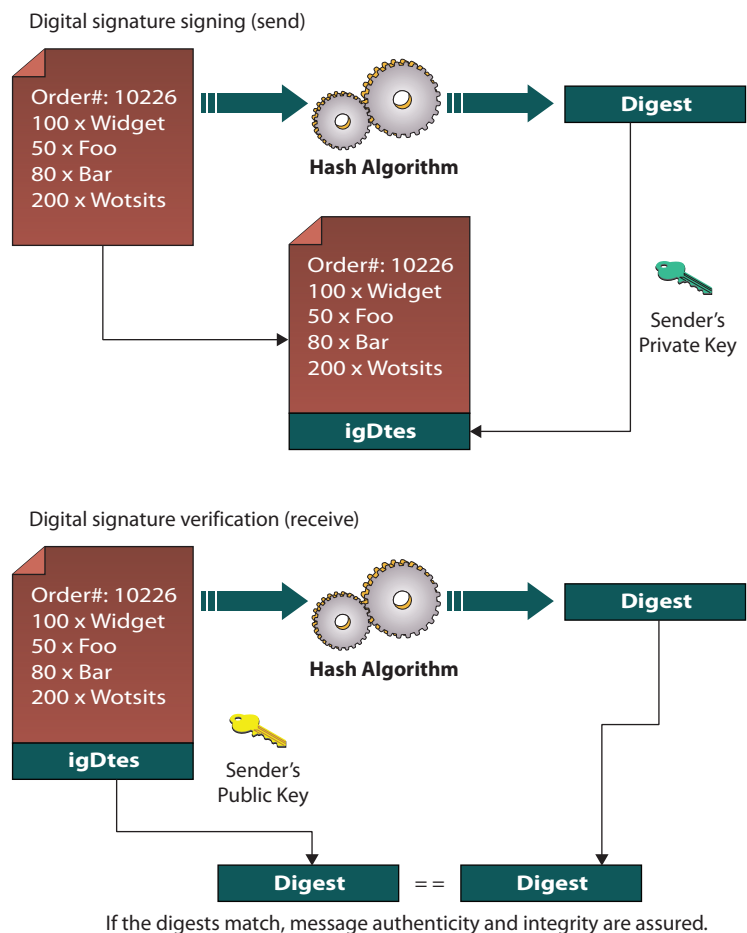 Digital signature signing (send)
Order#: 10226
100 x Widget
50 x Foo
80 x Bar
200 x Wotsits
Hash Algorithm
Digest
Order#: 10226
100 x Widget
50 x Foo
80 x Bar
200 x Wotsits
igDtes
Sender's
Private Key
Digital signature verification (receive)
Order#: 10226
100 x Widget
50 x Foo
80 x Bar
200 x Wotsits
igDtes
Hash Algorithm
Digest
Sender's
Public Key
Digest == Digest
If the digests match, message authenticity and integrity are assured.